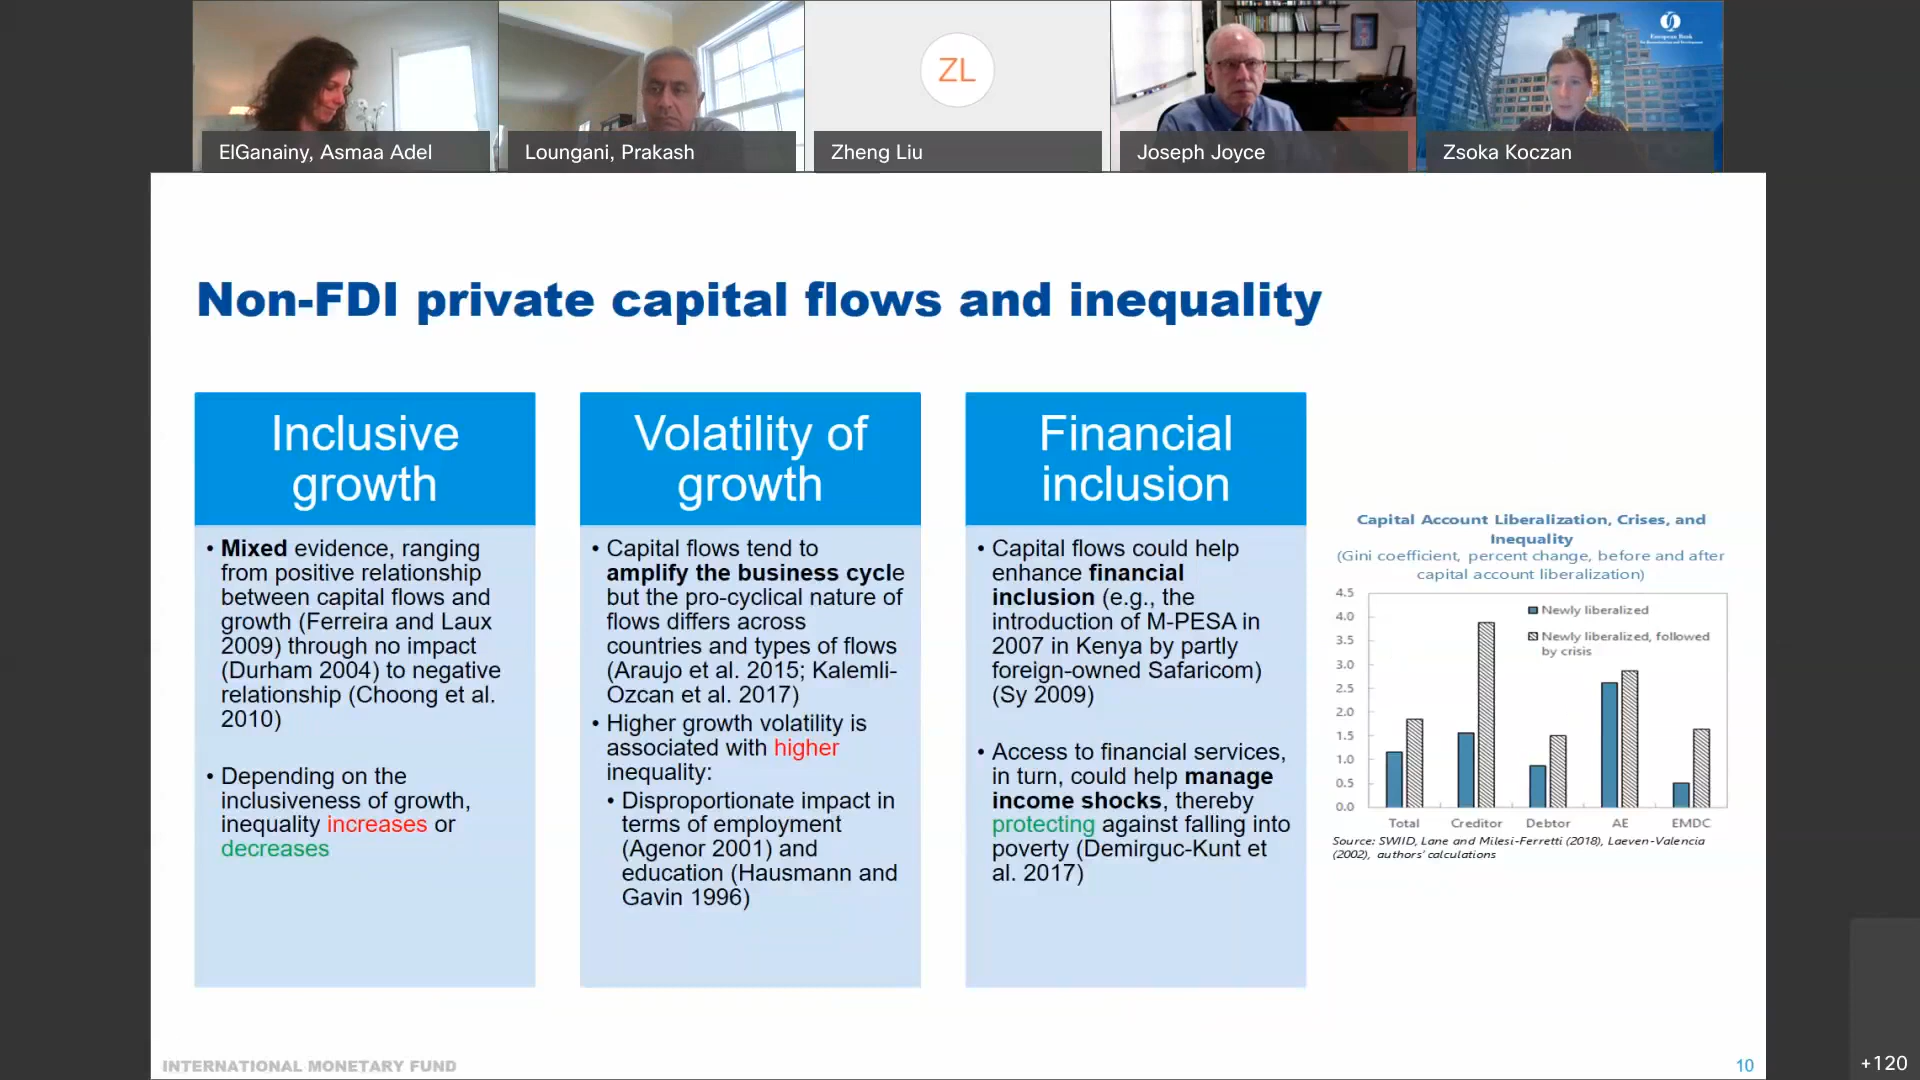 European Bank
ZL
ElGanainy, Asmaa Adel
Loungani, Prakash
Zheng Liu
Joseph Joyce
Zsoka Koczan
Non-FDI private capital flows and inequality
Inclusive
growth
• Mixed evidence, ranging
from positive relationship
between capital flows and
growth (Ferreira and Laux
2009) through no impact
(Durham 2004) to negative
relationship (Choong et al.
2010)
• Depending on the
inclusiveness of growth,
inequality increases or
decreases
Volatility of
growth
• Capital flows tend to
amplify the business cycle
but the pro-cyclical nature of
flows differs across
countries and types of flows
(Araujo et al. 2015; Kalemli-
Ozcan et al. 2017)
• Higher growth volatility is
associated with higher
inequality:
• Disproportionate impact in
terms of employment
(Agenor 2001) and
education (Hausmann and
Gavin 1996)
Financial
inclusion
• Capital flows could help
enhance financial
inclusion (e.g., the
introduction of M-PESA in
2007 in Kenya by partly
foreign-owned Safaricom)
(Sy 2009)
• Access to financial services,
in turn, could help manage
income shocks, thereby
protecting against falling into
poverty (Demirguc-Kunt et
al. 2017)
Capital Account Liberalization, Crises, and
Inequality
(Gini coefficient, percent change, before and after
capital account liberalization)
4.5
4.0
3.5
3.0
2.5
2.0
1.5
1.0
0.5
0.0
Newly liberalized
Newly liberalized, followed
by crisis
Total Creditor Debtor AE EMDC
Source: SWIID, Lane and Milesi-Ferretti (2018), Laeven-Valencia
(2002), authors' calculations
INTERNATIONAL MONETARY FUND
10
+120